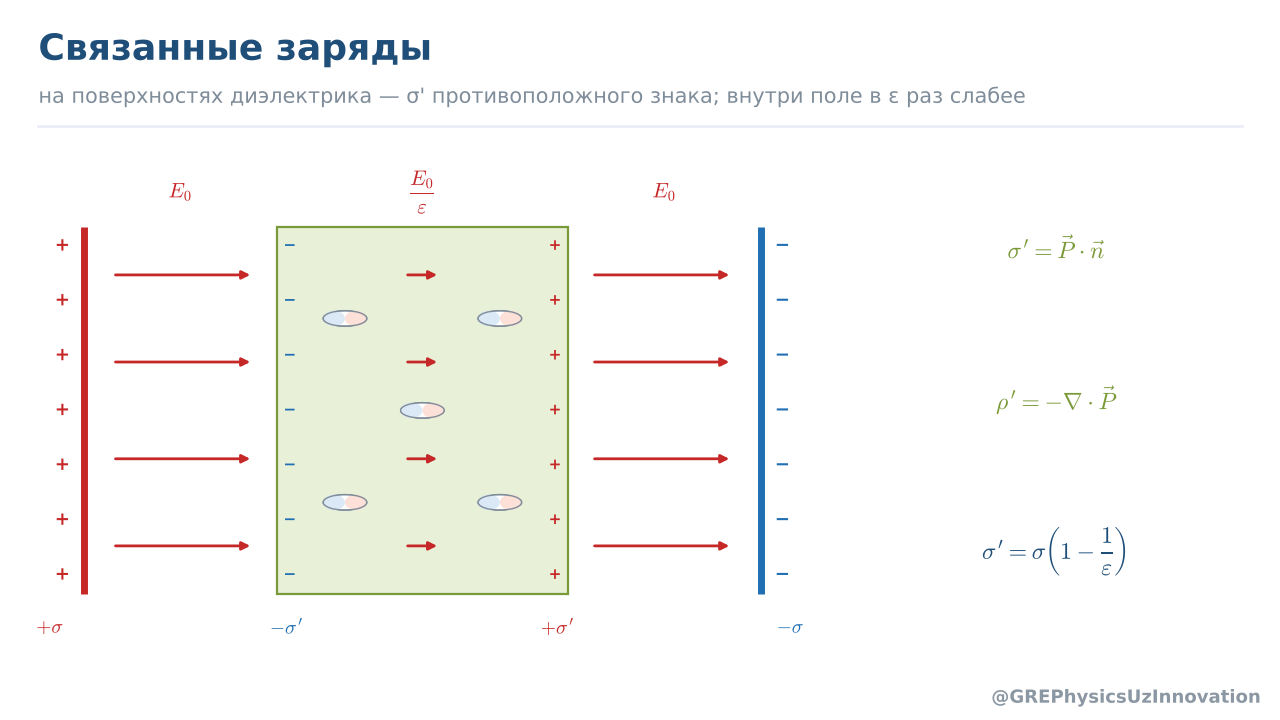 Связанные заряды
на поверхностях диэлектрика — σ' противоположного знака; внутри поле в ε раз слабее
E₀
E₀/ε
E₀
+ − + −
+ − + −
+ − + −
+ − + −
+ − + −
+ − + −
+ − + −
σ′ = P⃗ · n⃗
ρ′ = −∇ · P⃗
σ′ = σ(1 − 1/ε)
+σ
−σ′
+σ′
−σ
@GREPhysicsUzInnovation